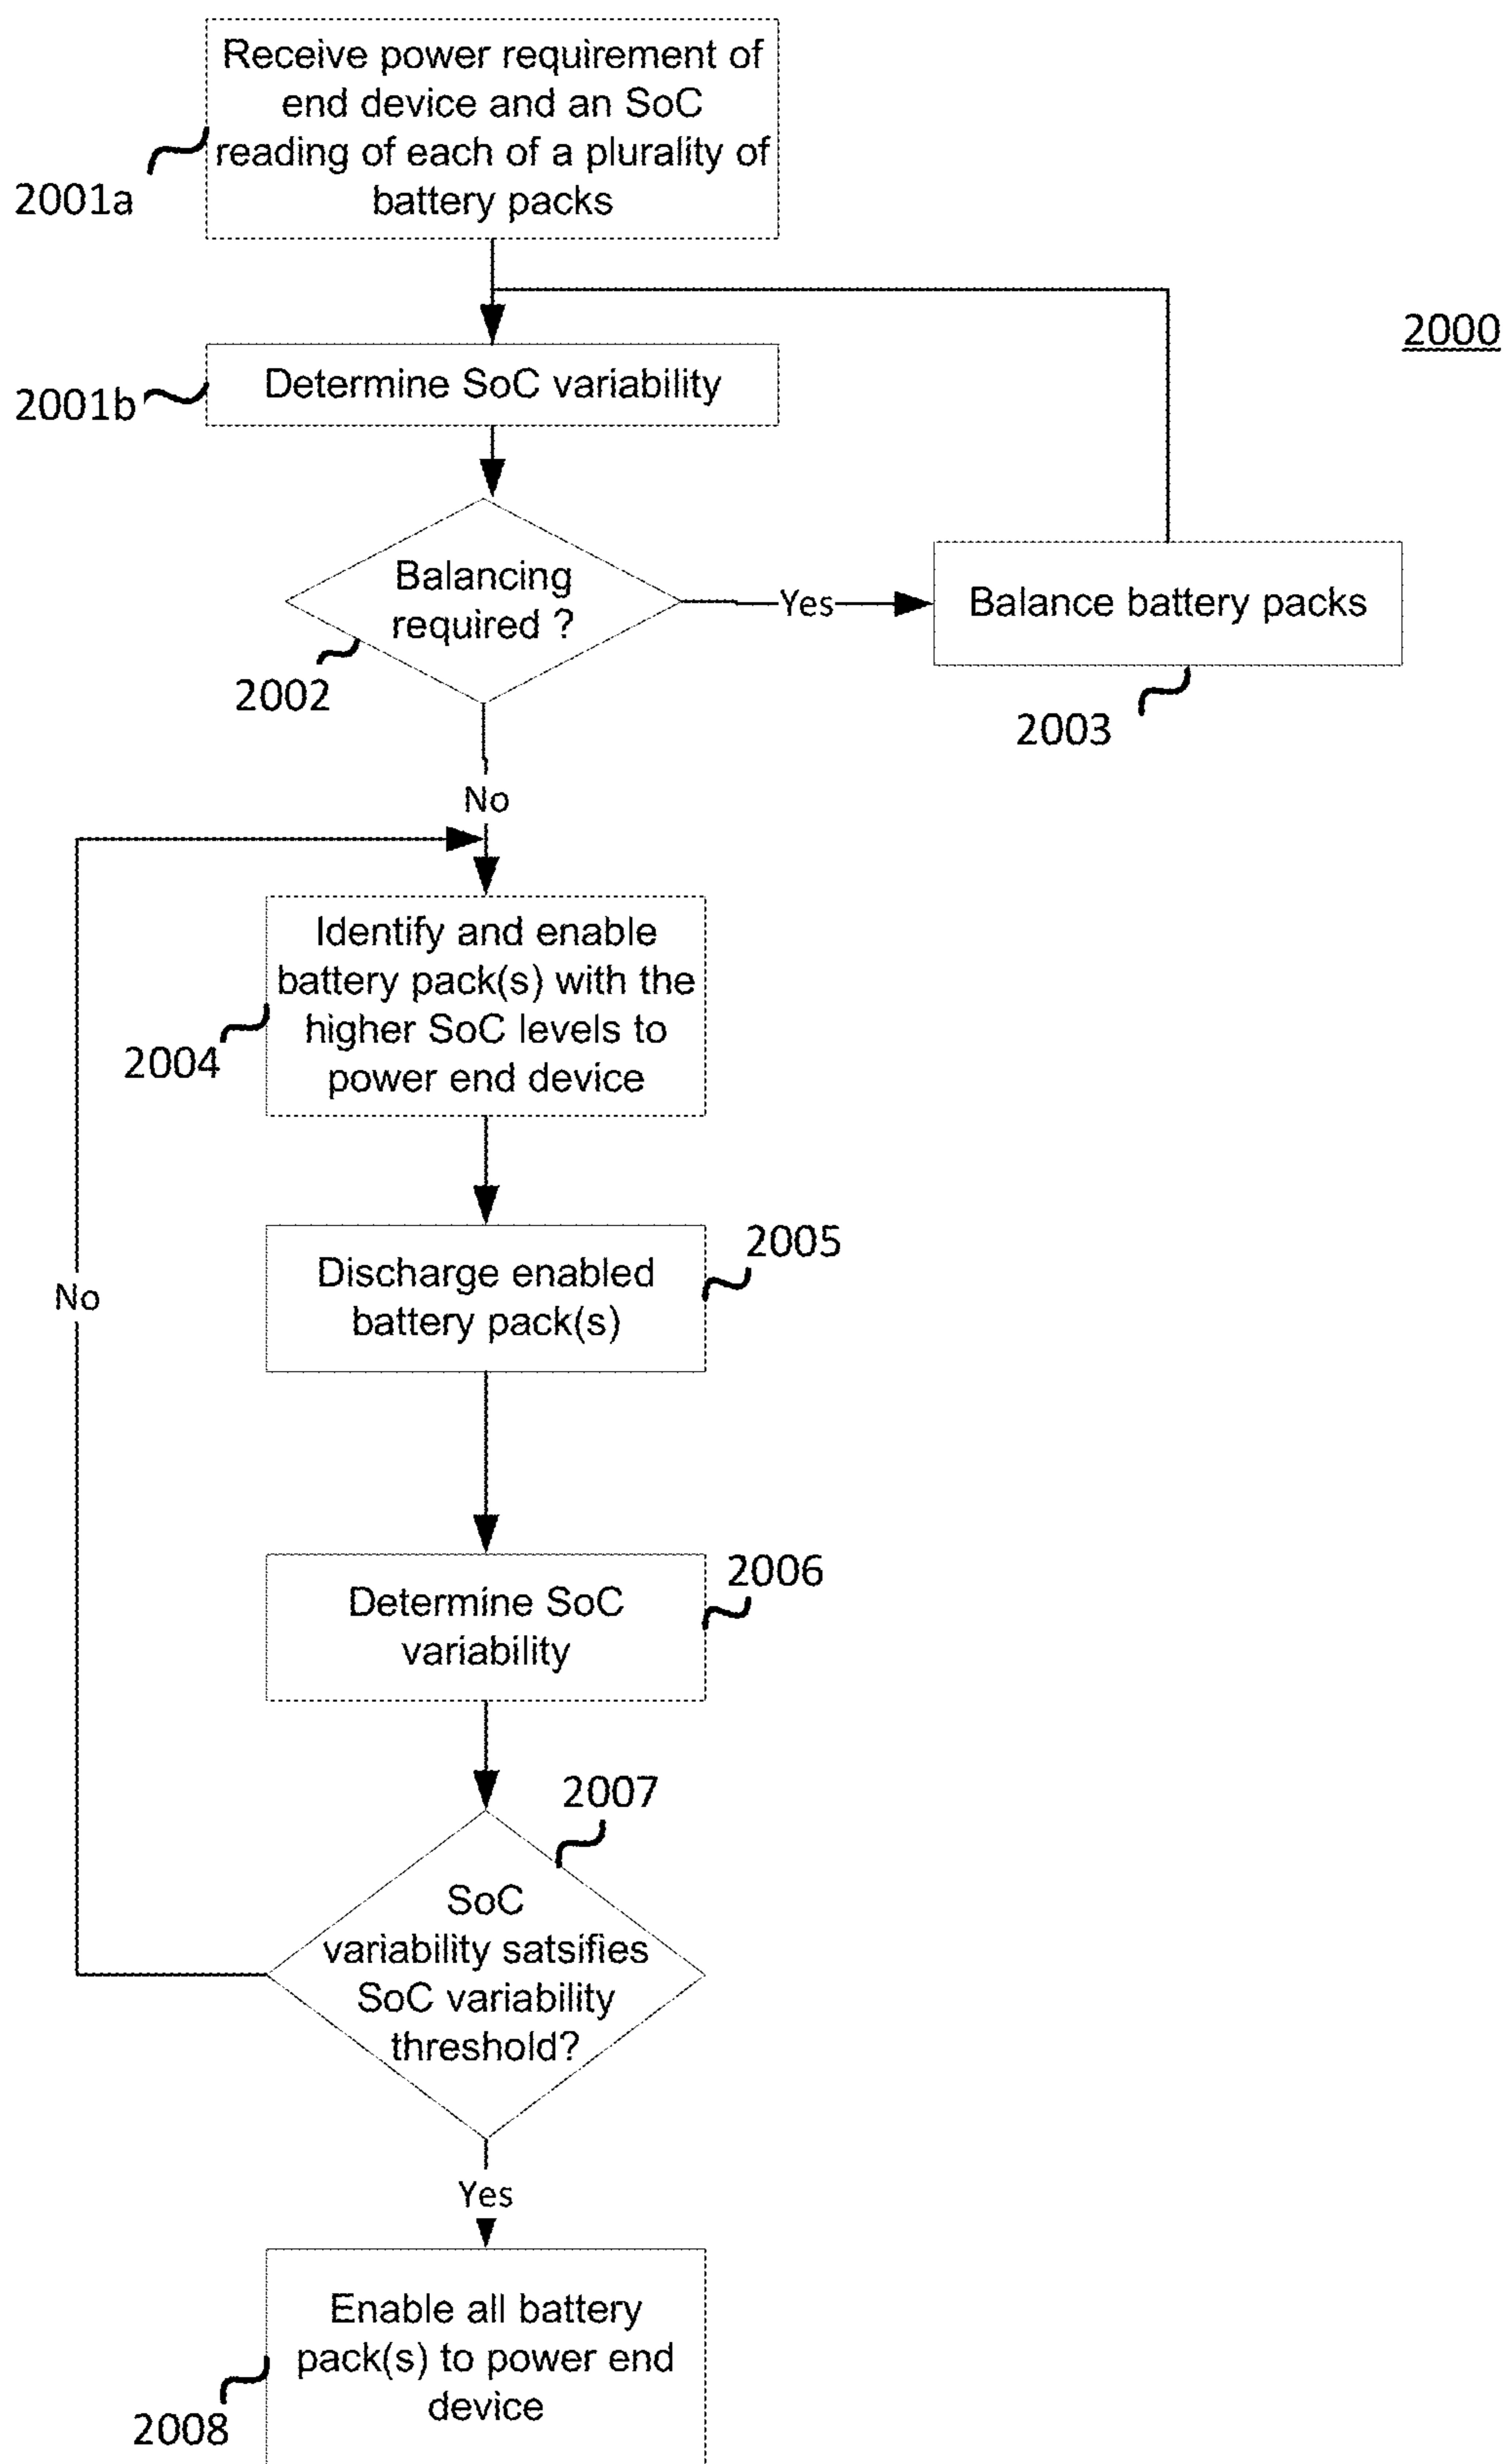 Receive power requirement of
end device and an SoC
reading of each of a plurality of
battery packs
2001a
2000
Determine SoC variability
2001b
Balancing
required ?
2002
Yes
Balance battery packs
2003
No
Identify and enable
battery pack(s) with the
higher SoC levels to
power end device
2004
Discharge enabled
battery pack(s)
2005
No
Determine SoC
variability
2006
2007
SoC
variability satsifies
SoC variability
threshold?
Yes
Enable all battery
pack(s) to power end
device
2008